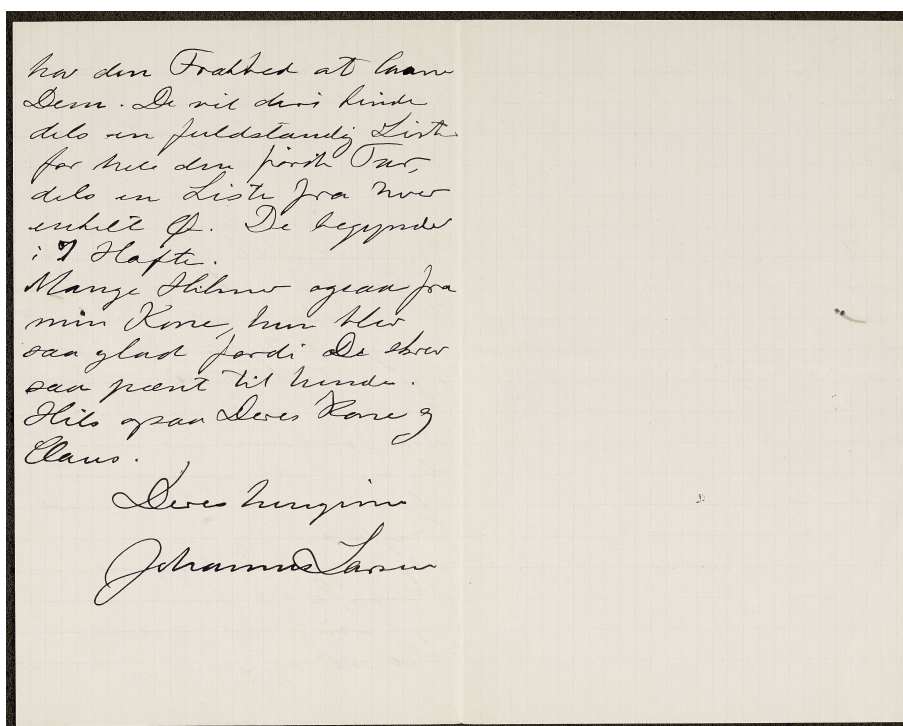 har den Frækhed at laane
Dem. De vil deri finde
dels en fuldstændig Liste
for hele den første Tur,
dels en Liste fra hver
enkelt Ø. De begynder
i 7 Hæfte.
Mange Hilsner ogsaa fra
min Kone, hun blev
saa glad fordi De skrev
saa pænt til hende.
Hils ogsaa Deres Kone og
Claus.
Deres hengivne
Johannes Larsen